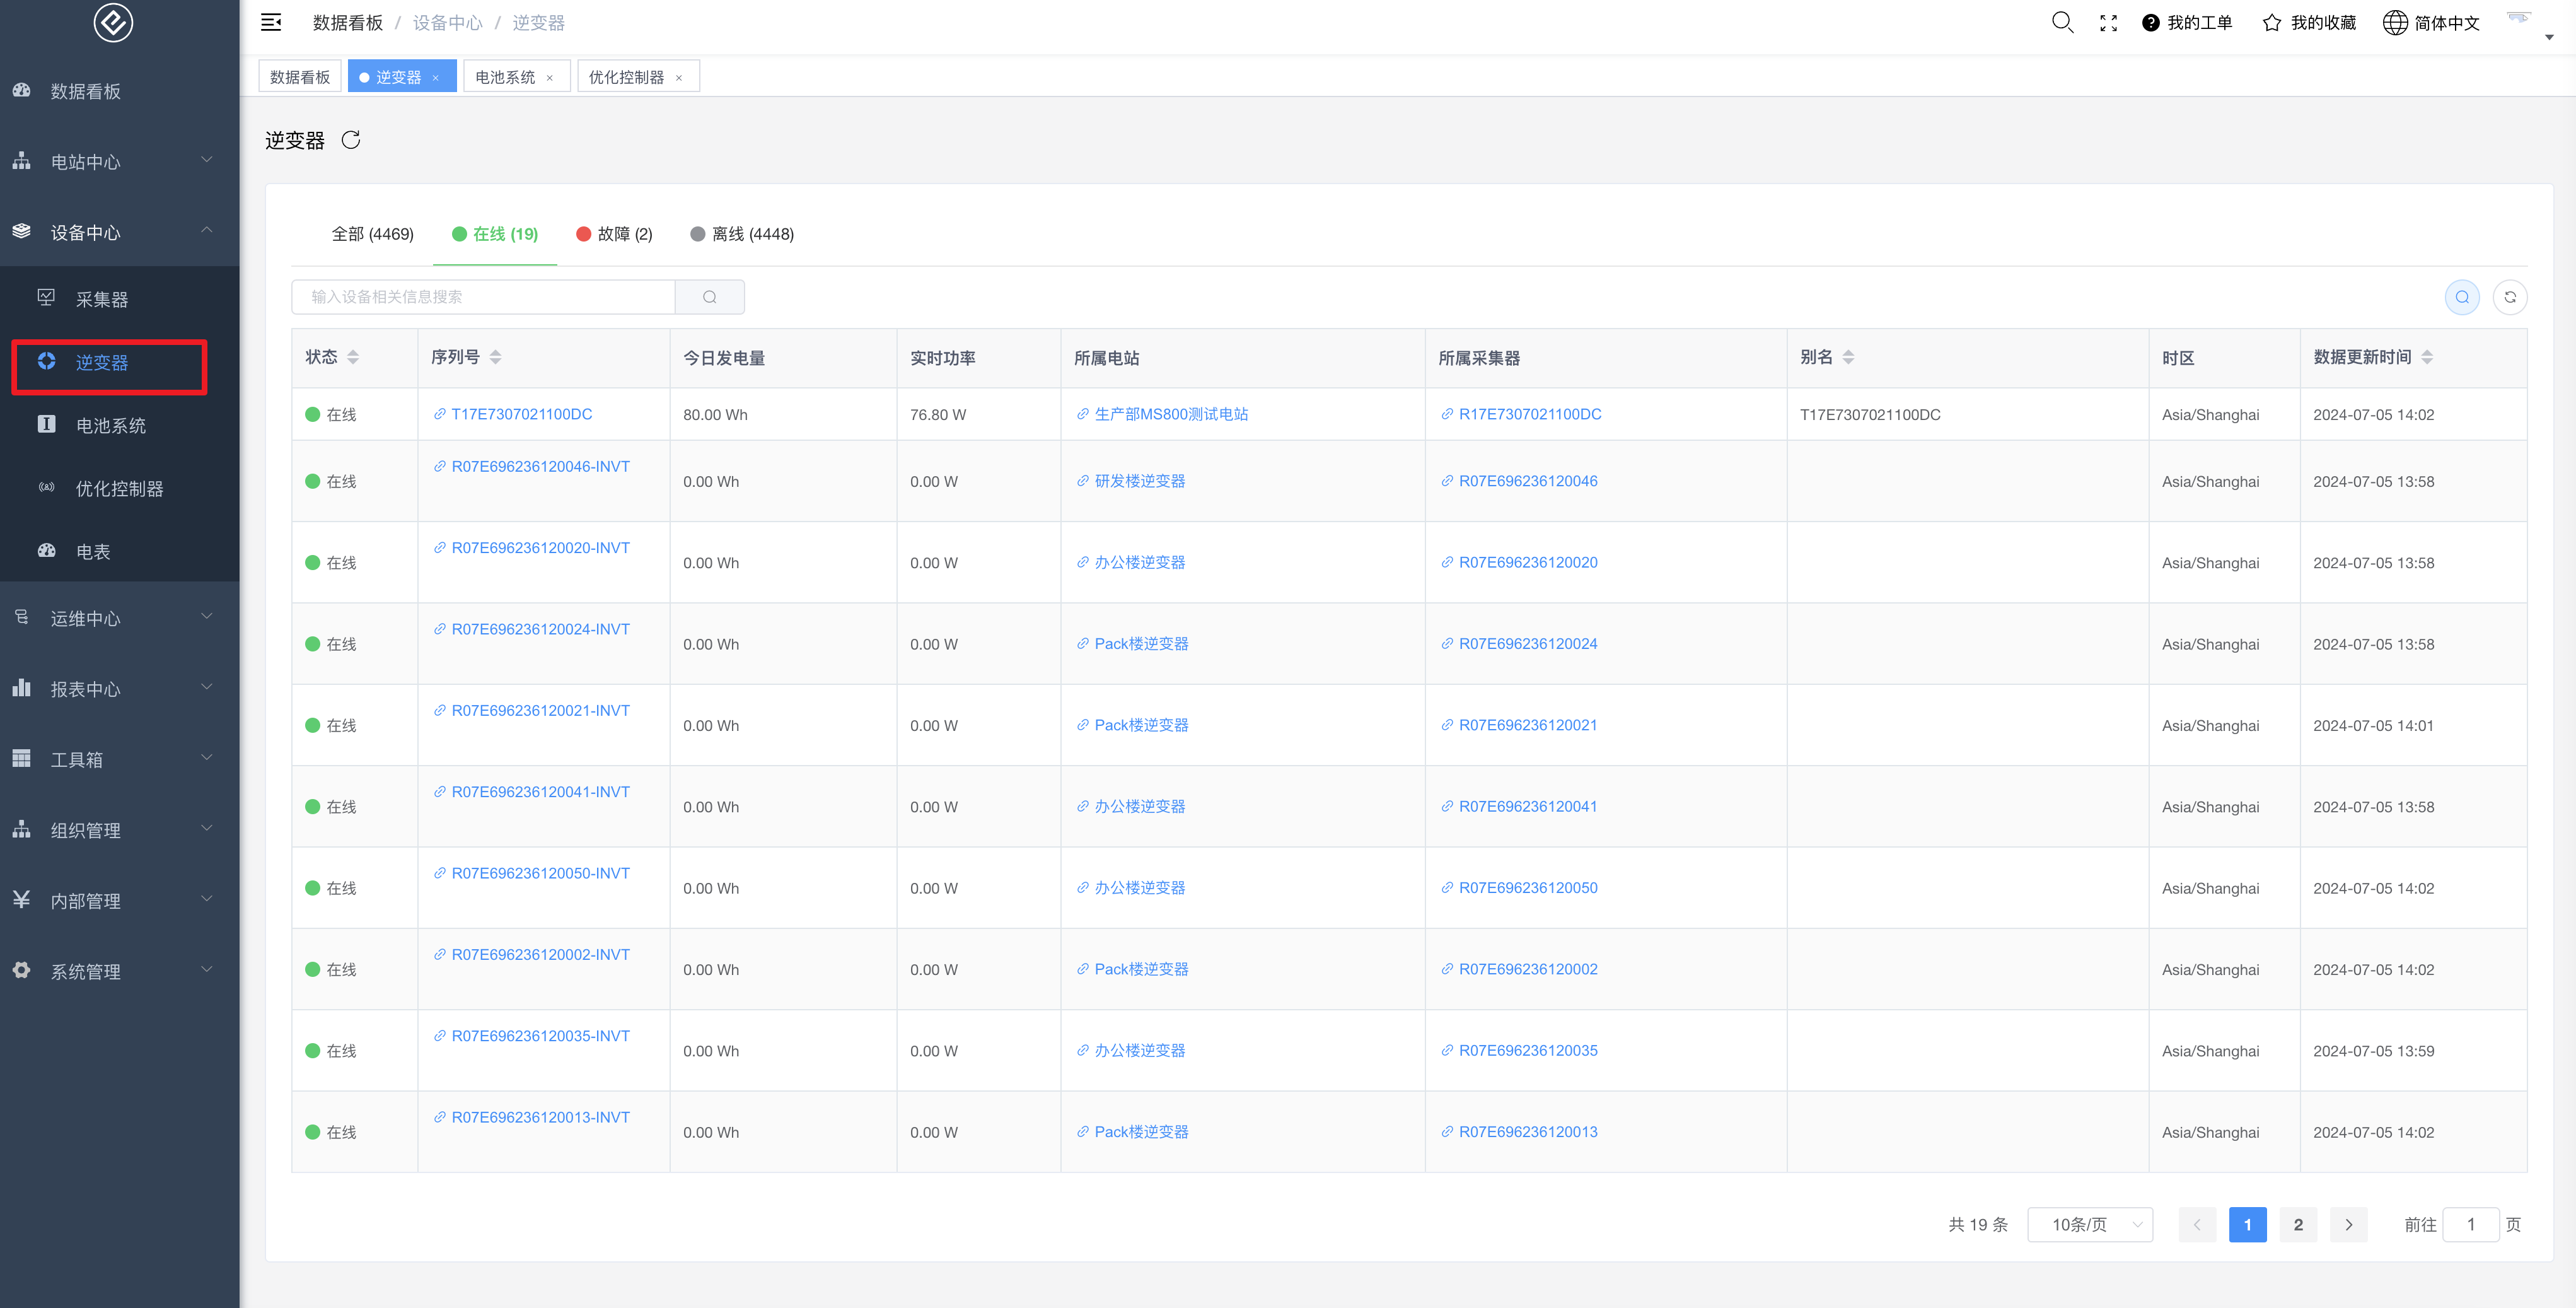 数据看板 / 设备中心 / 逆变器
我的工单 我的收藏 简体中文
数据看板 逆变器 × 电池系统 × 优化控制器 ×
数据看板
电站中心
设备中心
采集器
逆变器
电池系统
优化控制器
电表
运维中心
报表中心
工具箱
组织管理
内部管理
系统管理
逆变器
全部 (4469) 在线 (19) 故障 (2) 离线 (4448)
输入设备相关信息搜索
状态 序列号 今日发电量 实时功率 所属电站 所属采集器 别名 时区 数据更新时间
在线 T17E7307021100DC 80.00 Wh 76.80 W 生产部MS800测试电站 R17E7307021100DC T17E7307021100DC Asia/Shanghai 2024-07-05 14:02
在线 R07E696236120046-INVT 0.00 Wh 0.00 W 研发楼逆变器 R07E696236120046 Asia/Shanghai 2024-07-05 13:58
在线 R07E696236120020-INVT 0.00 Wh 0.00 W 办公楼逆变器 R07E696236120020 Asia/Shanghai 2024-07-05 13:58
在线 R07E696236120024-INVT 0.00 Wh 0.00 W Pack楼逆变器 R07E696236120024 Asia/Shanghai 2024-07-05 13:58
在线 R07E696236120021-INVT 0.00 Wh 0.00 W Pack楼逆变器 R07E696236120021 Asia/Shanghai 2024-07-05 14:01
在线 R07E696236120041-INVT 0.00 Wh 0.00 W 办公楼逆变器 R07E696236120041 Asia/Shanghai 2024-07-05 13:58
在线 R07E696236120050-INVT 0.00 Wh 0.00 W 办公楼逆变器 R07E696236120050 Asia/Shanghai 2024-07-05 14:02
在线 R07E696236120002-INVT 0.00 Wh 0.00 W Pack楼逆变器 R07E696236120002 Asia/Shanghai 2024-07-05 14:02
在线 R07E696236120035-INVT 0.00 Wh 0.00 W 办公楼逆变器 R07E696236120035 Asia/Shanghai 2024-07-05 13:59
在线 R07E696236120013-INVT 0.00 Wh 0.00 W Pack楼逆变器 R07E696236120013 Asia/Shanghai 2024-07-05 14:02
共 19 条 10条/页 1 2 前往 1 页